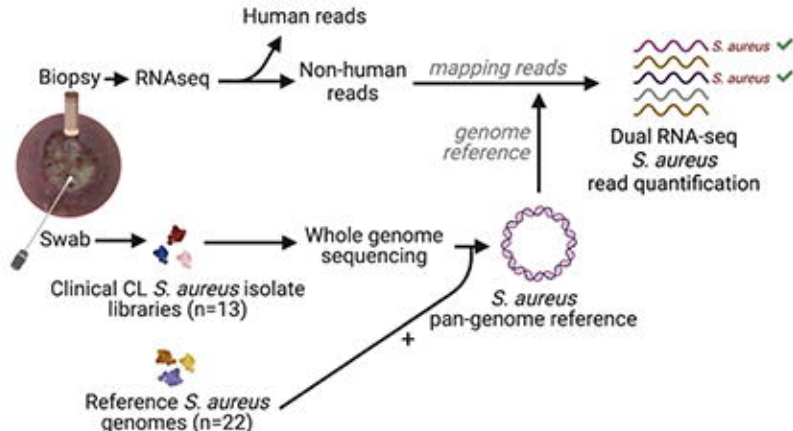 Human reads
Biopsy
RNAseq
Non-human
reads
mapping reads
S. aureus
S. aureus
genome
reference
Dual RNA-seq
S. aureus
read quantification
Swab
Whole genome
sequencing
Clinical CL S. aureus isolate
libraries (n=13)
S. aureus
pan-genome reference
+
Reference S. aureus
genomes (n=22)